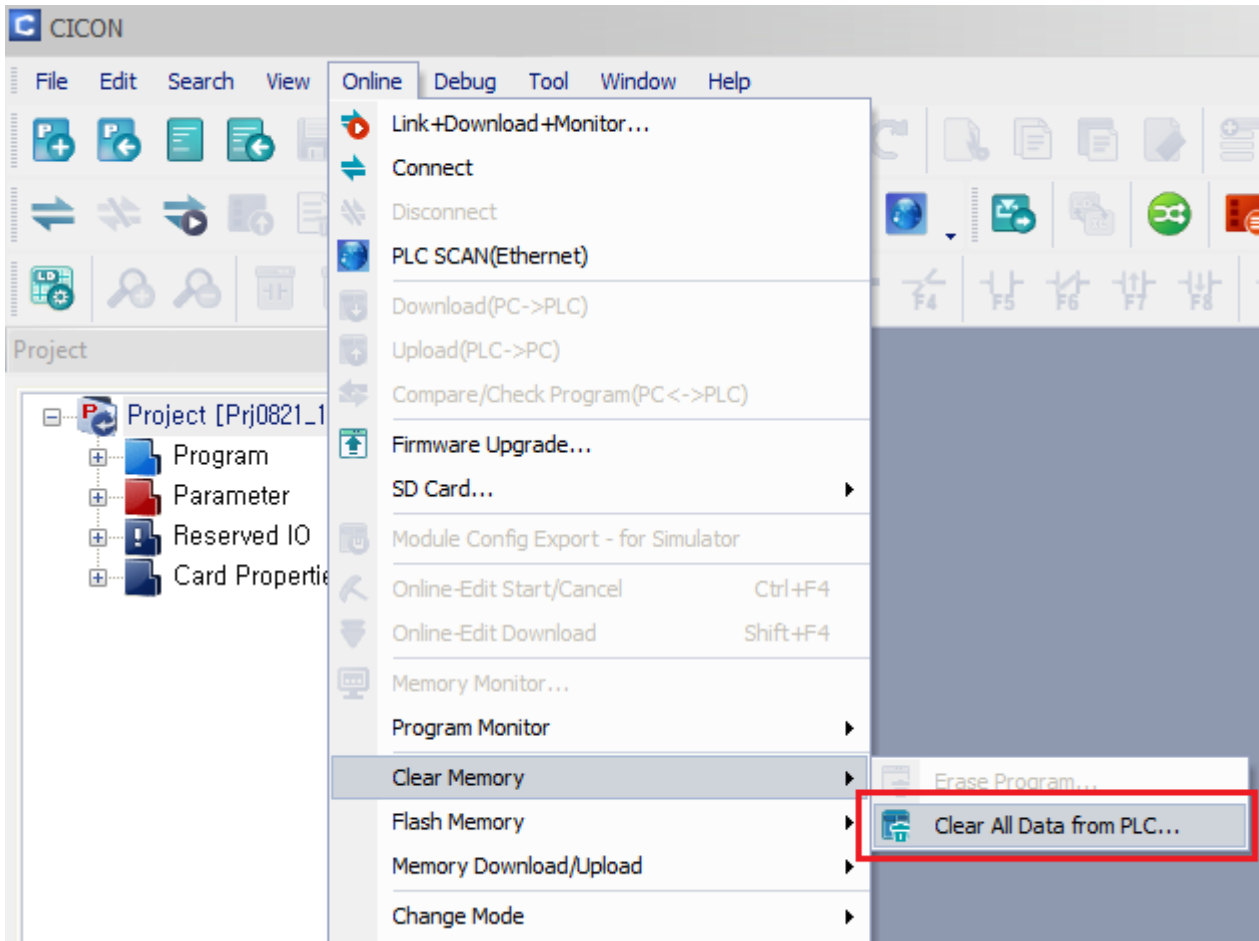 C CICON
File Edit Search View Online Debug Tool Window Help
Link+Download+Monitor...
Connect
Disconnect
PLC SCAN(Ethernet)
Download(PC->PLC)
Upload(PLC->PC)
Compare/Check Program(PC<->PLC)
Firmware Upgrade...
SD Card...
Module Config Export - for Simulator
Online-Edit Start/Cancel Ctrl+F4
Online-Edit Download Shift+F4
Memory Monitor...
Program Monitor
Clear Memory
Flash Memory
Memory Download/Upload
Change Mode
Erase Program...
Clear All Data from PLC...
P P
LD
F4 F5 F6 F7 F8
Project
Project [Prj0821_1
Program
Parameter
Reserved IO
Card Propertie